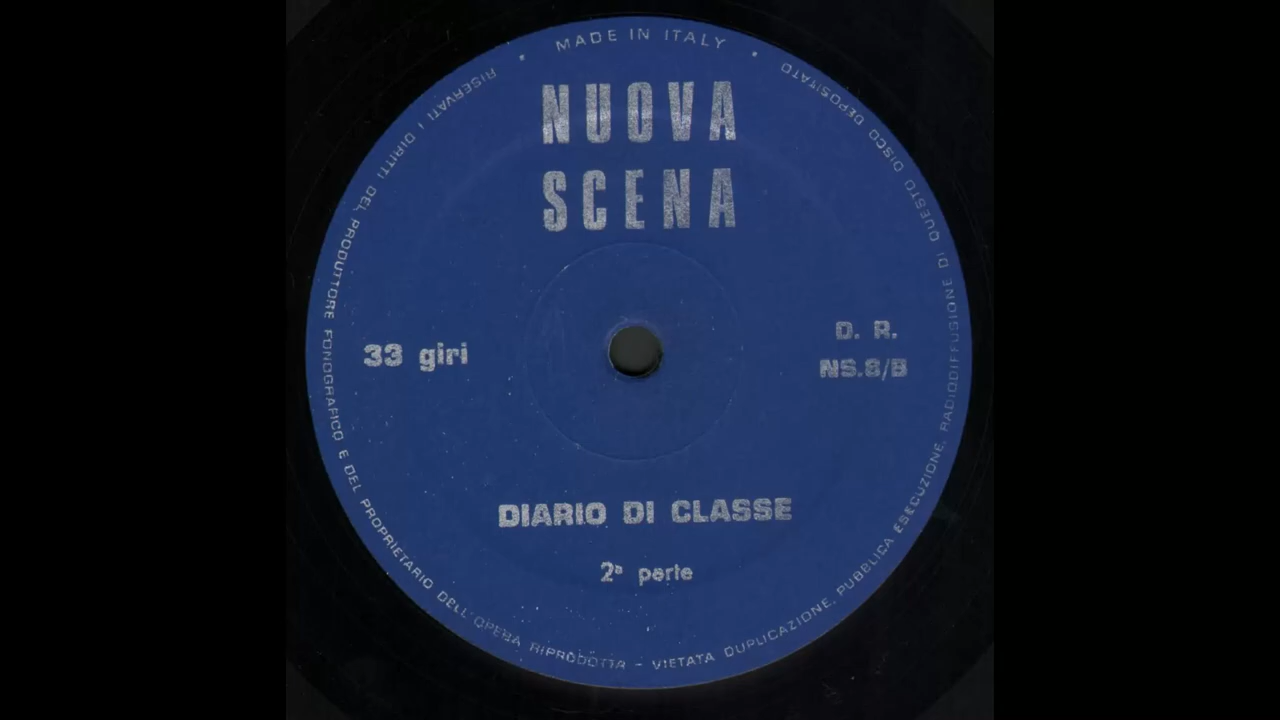 MADE IN ITALY
NUOVA
SCENA
33 giri
D. R.
NS.8/B
DIARIO DI CLASSE
2ª parte
RISERVATI I DIRITTI DEL PRODUTTORE FONOGRAFICO E DEL PROPRIETARIO DELL'OPERA RIPRODOTTA - VIETATA DUPLICAZIONE, PUBBLICA ESECUZIONE, RADIODIFFUSIONE DI QUESTO DISCO DEPOSITATO